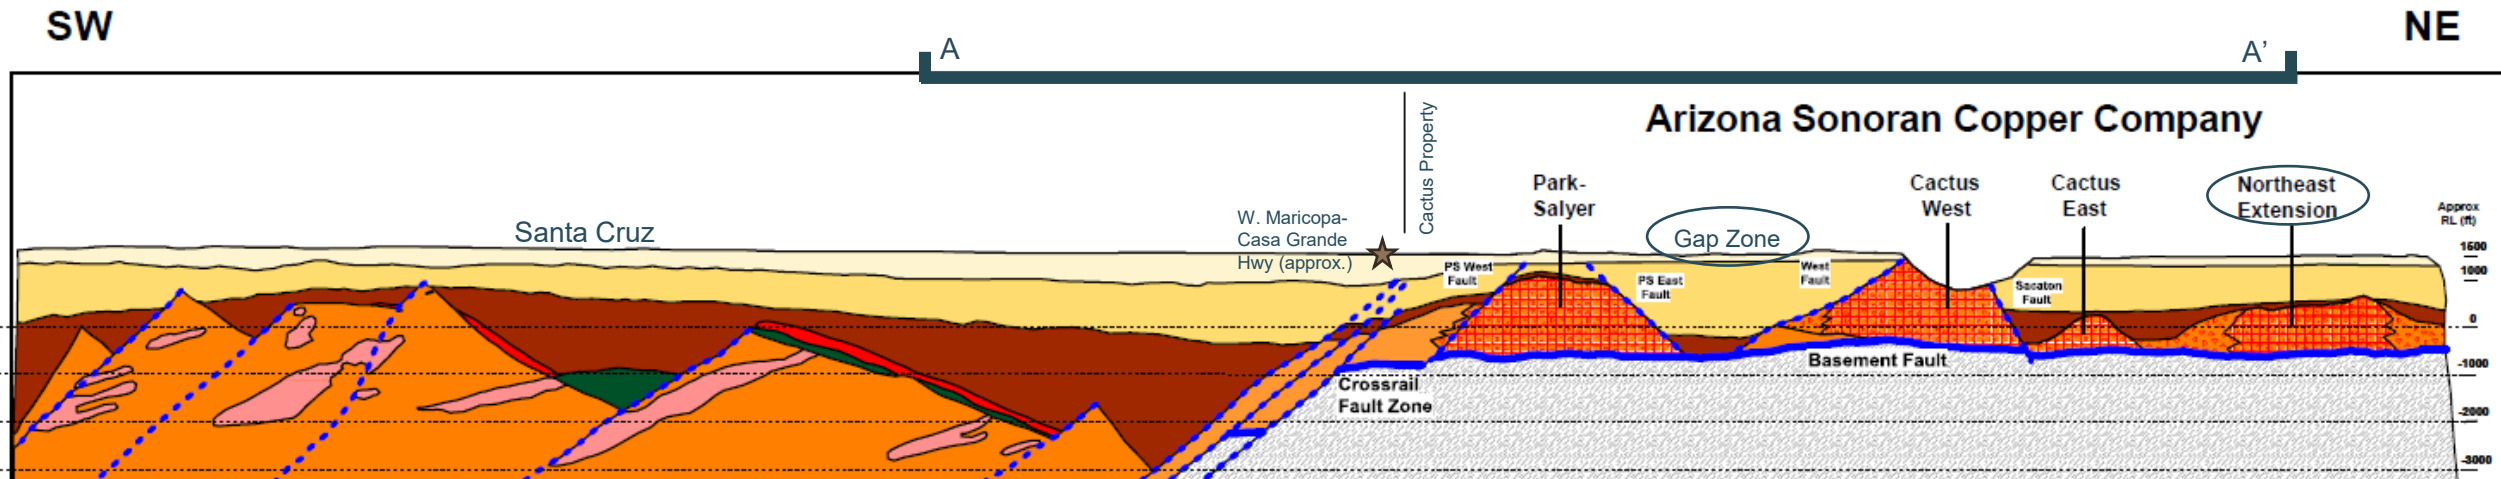 SW
NE
A
A’
Arizona Sonoran Copper Company
Cactus Property
Santa Cruz
W. Maricopa-
Casa Grande
Hwy (approx.)
Park-
Salyer
Gap Zone
Cactus
West
Cactus
East
Northeast
Extension
Approx
RL (ft)
1600
1000
0
-1000
-2000
-3000
PS West
Fault
PS East
Fault
West
Fault
Sacaton
Fault
Basement Fault
Crossrail
Fault Zone